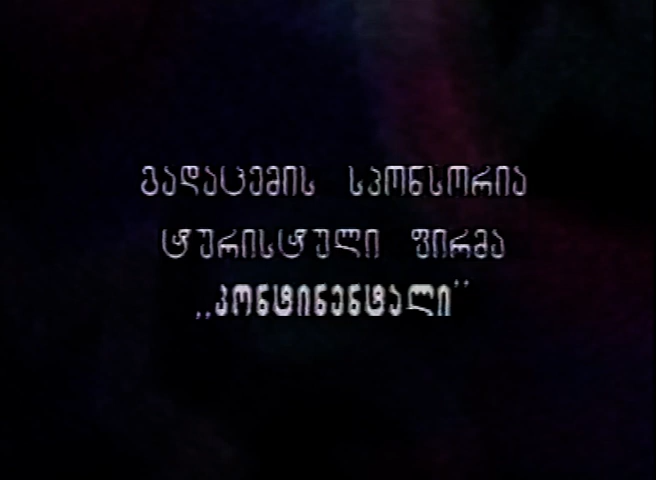 გადაცემის სპონსორია
ტურისტული ფირმა
,,კონტინენტალი"